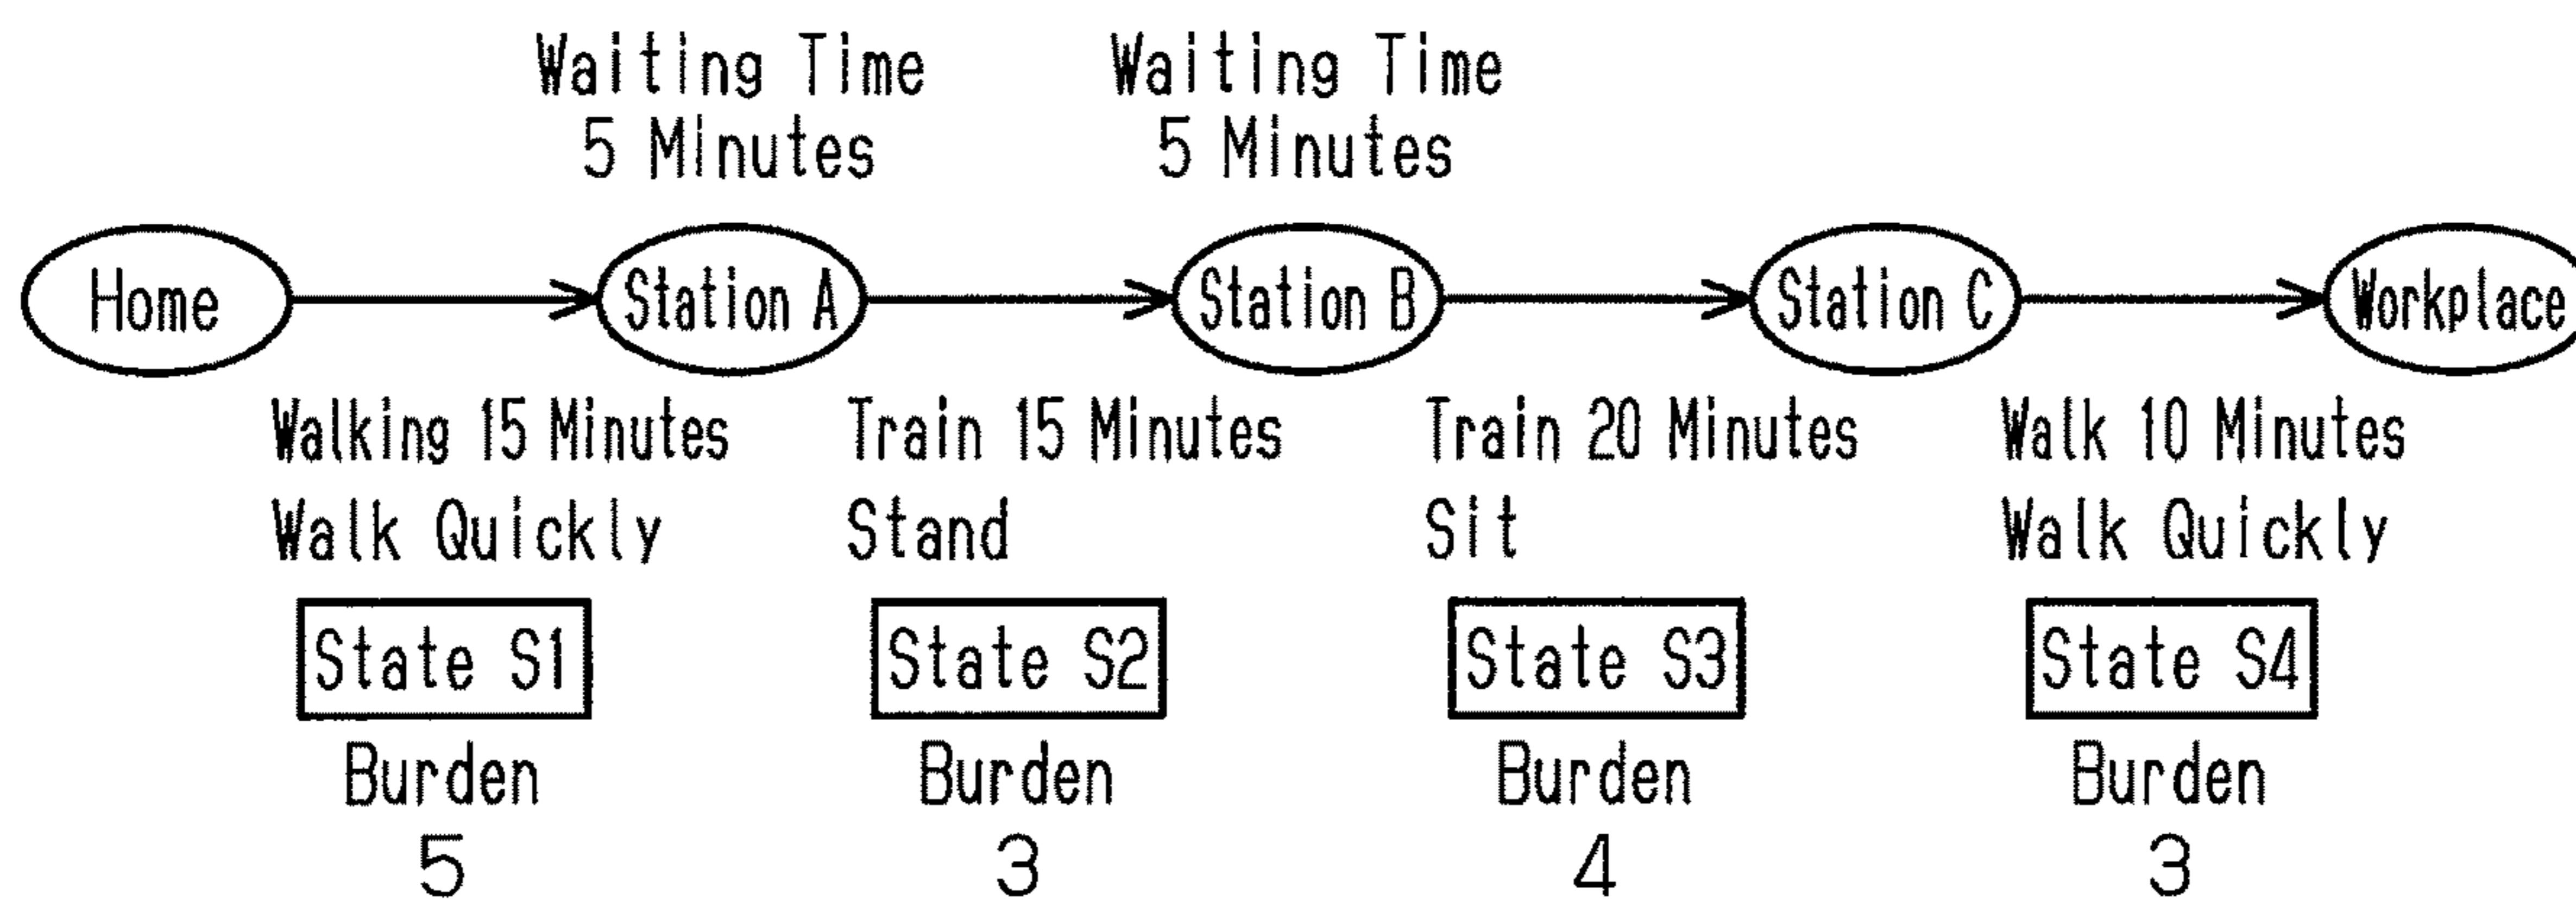 Waiting Time Waiting Time
5 Minutes 5 Minutes
Home Station A Station B Station C Workplace
Walking 15 Minutes Train 15 Minutes Train 20 Minutes Walk 10 Minutes
Walk Quickly Stand Sit Walk Quickly
State S1 State S2 State S3 State S4
Burden Burden Burden Burden
5 3 4 3